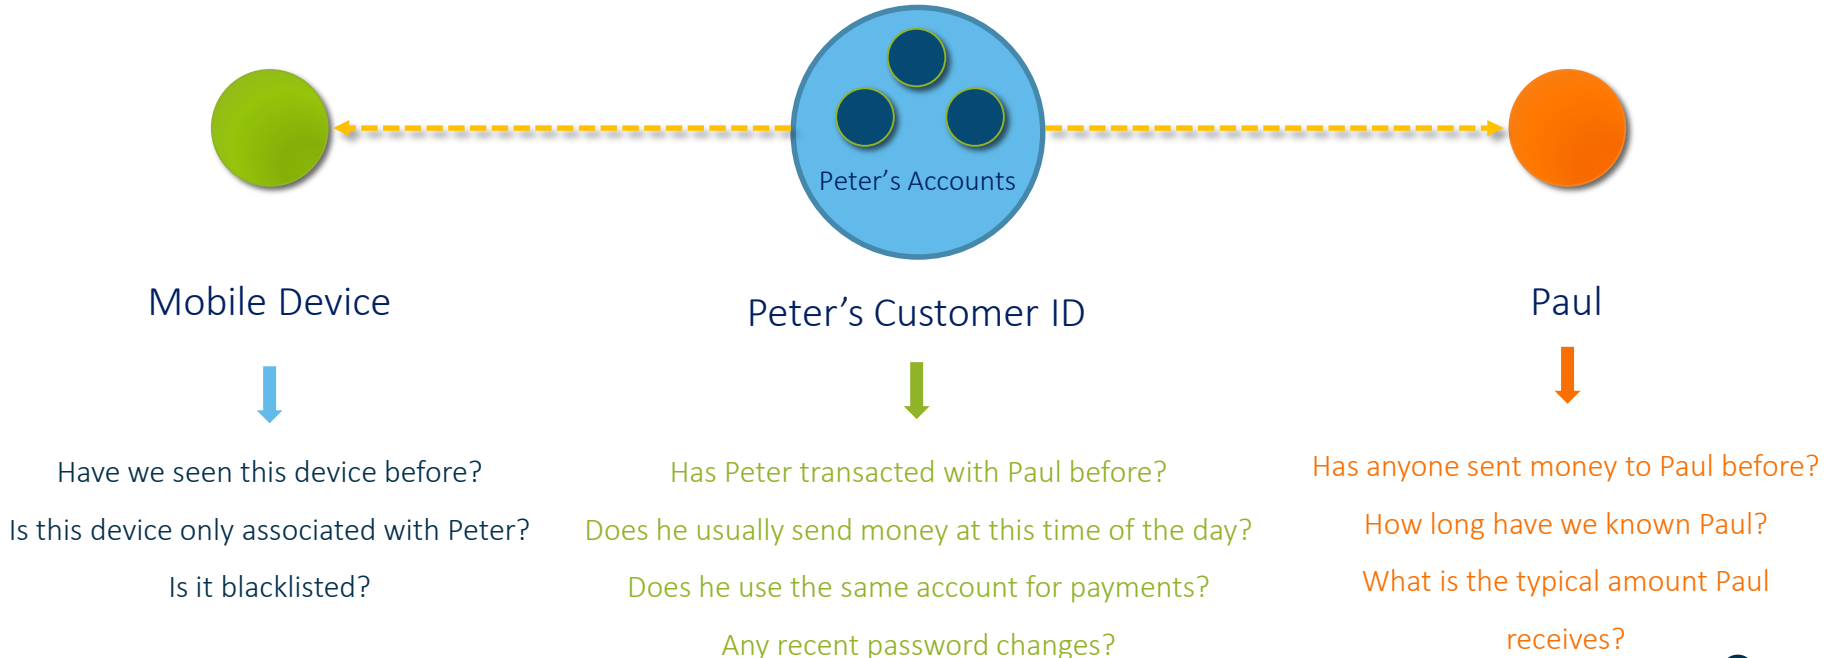 Peter’s Accounts
Mobile Device
Peter’s Customer ID
Paul
Have we seen this device before?
Is this device only associated with Peter?
Is it blacklisted?
Has Peter transacted with Paul before?
Does he usually send money at this time of the day?
Does he use the same account for payments?
Any recent password changes?
Has anyone sent money to Paul before?
How long have we known Paul?
What is the typical amount Paul
receives?